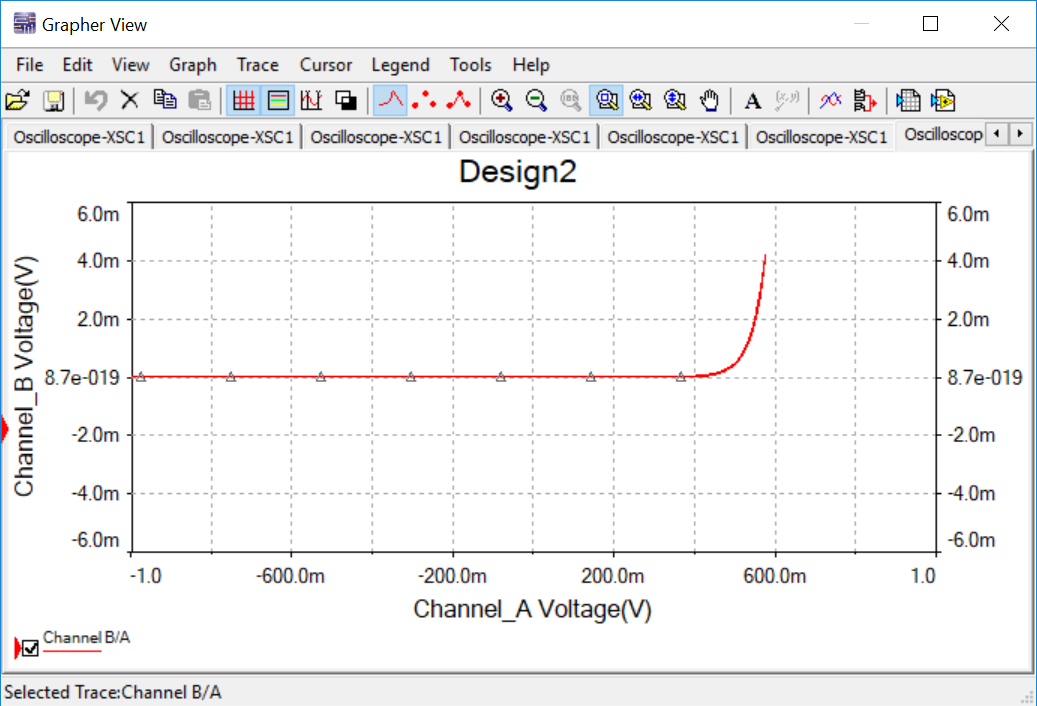 Grapher View
File Edit View Graph Trace Cursor Legend Tools Help
Oscilloscope-XSC1 Oscilloscope-XSC1 Oscilloscope-XSC1 Oscilloscope-XSC1 Oscilloscope-XSC1 Oscilloscope-XSC1 Oscilloscop
Design2
Channel_B Voltage(V)
6.0m 6.0m
4.0m 4.0m
2.0m 2.0m
8.7e-019 8.7e-019
-2.0m -2.0m
-4.0m -4.0m
-6.0m -6.0m
-1.0 -600.0m -200.0m 200.0m 600.0m 1.0
Channel_A Voltage(V)
Channel B/A
Selected Trace:Channel B/A